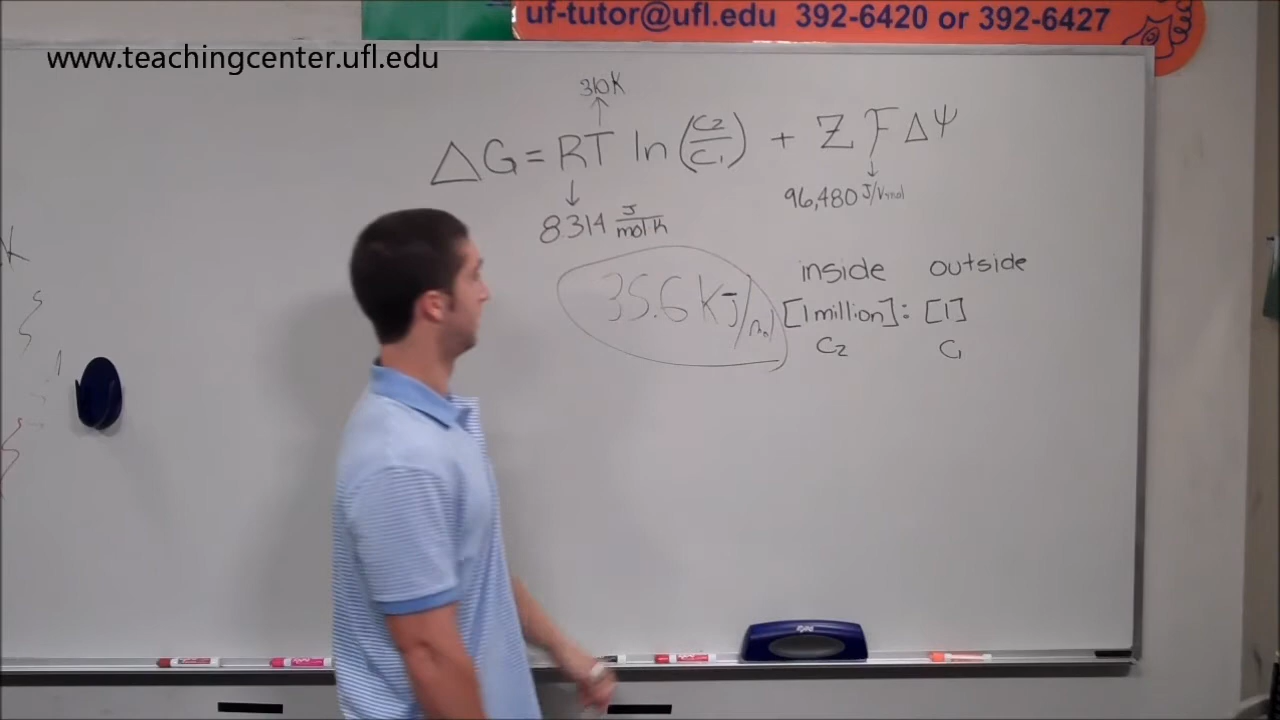 uf-tutor@ufl.edu 392-6420 or 392-6427
www.teachingcenter.ufl.edu
310K
ΔG = RT ln (C2/C1) + Z F ΔΨ
96,480 J/V·mol
8.314 J/mol·K
inside outside
35.6 KJ/mol [1 million] : [1]
C2 C1